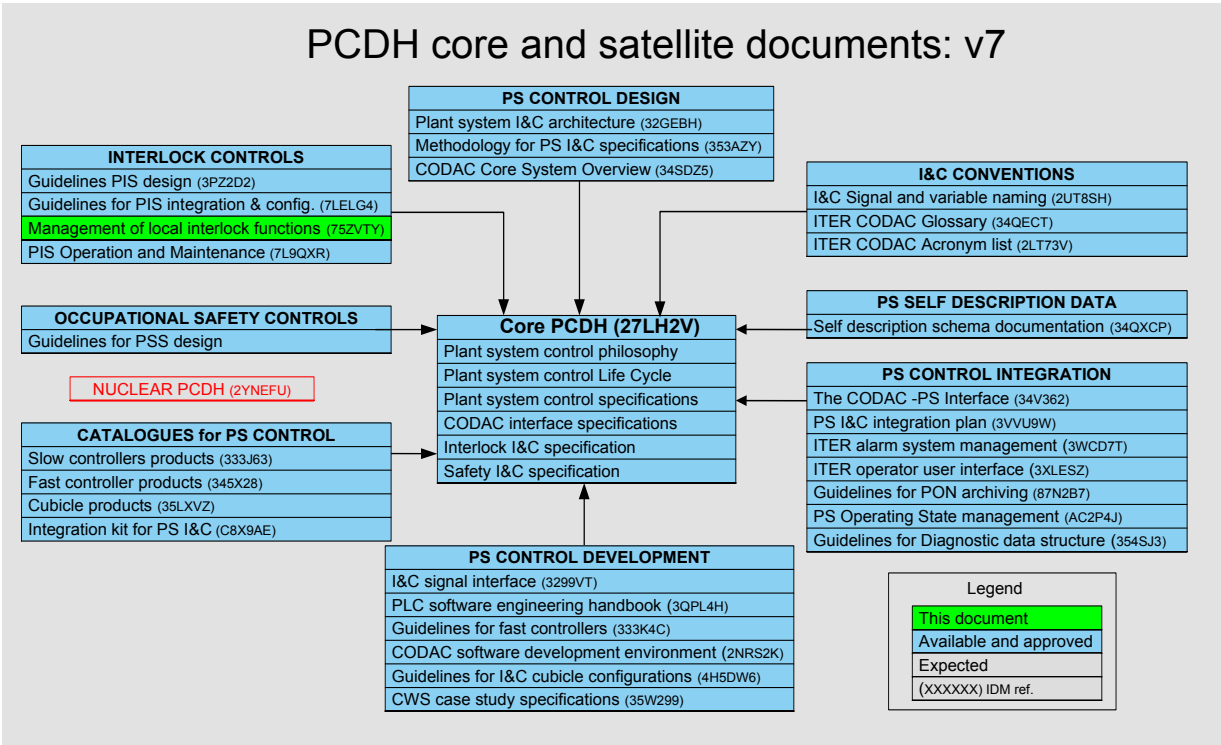 PCDH core and satellite documents: v7
PS CONTROL DESIGN
Plant system I&C architecture (32GEBH)
Methodology for PS I&C specifications (353AZY)
CODAC Core System Overview (34SDZ5)
INTERLOCK CONTROLS
Guidelines PIS design (3PZ2D2)
Guidelines for PIS integration & config. (7LELG4)
Management of local interlock functions (75ZVTY)
PIS Operation and Maintenance (7L9QXR)
I&C CONVENTIONS
I&C Signal and variable naming (2UT8SH)
ITER CODAC Glossary (34QECT)
ITER CODAC Acronym list (2LT73V)
OCCUPATIONAL SAFETY CONTROLS
Guidelines for PSS design
NUCLEAR PCDH (2YNEFU)
CATALOGUES for PS CONTROL
Slow controllers products (333J63)
Fast controller products (345X28)
Cubicle products (35LXVZ)
Integration kit for PS I&C (C8X9AE)
Core PCDH (27LH2V)
Plant system control philosophy
Plant system control Life Cycle
Plant system control specifications
CODAC interface specifications
Interlock I&C specification
Safety I&C specification
PS SELF DESCRIPTION DATA
Self description schema documentation (34QXCP)
PS CONTROL INTEGRATION
The CODAC -PS Interface (34V362)
PS I&C integration plan (3VVU9W)
ITER alarm system management (3WCD7T)
ITER operator user interface (3XLESZ)
Guidelines for PON archiving (87N2B7)
PS Operating State management (AC2P4J)
Guidelines for Diagnostic data structure (354SJ3)
PS CONTROL DEVELOPMENT
I&C signal interface (3299VT)
PLC software engineering handbook (3QPL4H)
Guidelines for fast controllers (333K4C)
CODAC software development environment (2NRS2K)
Guidelines for I&C cubicle configurations (4H5DW6)
CWS case study specifications (35W299)
Legend
This document
Available and approved
Expected
(XXXXXX) IDM ref.